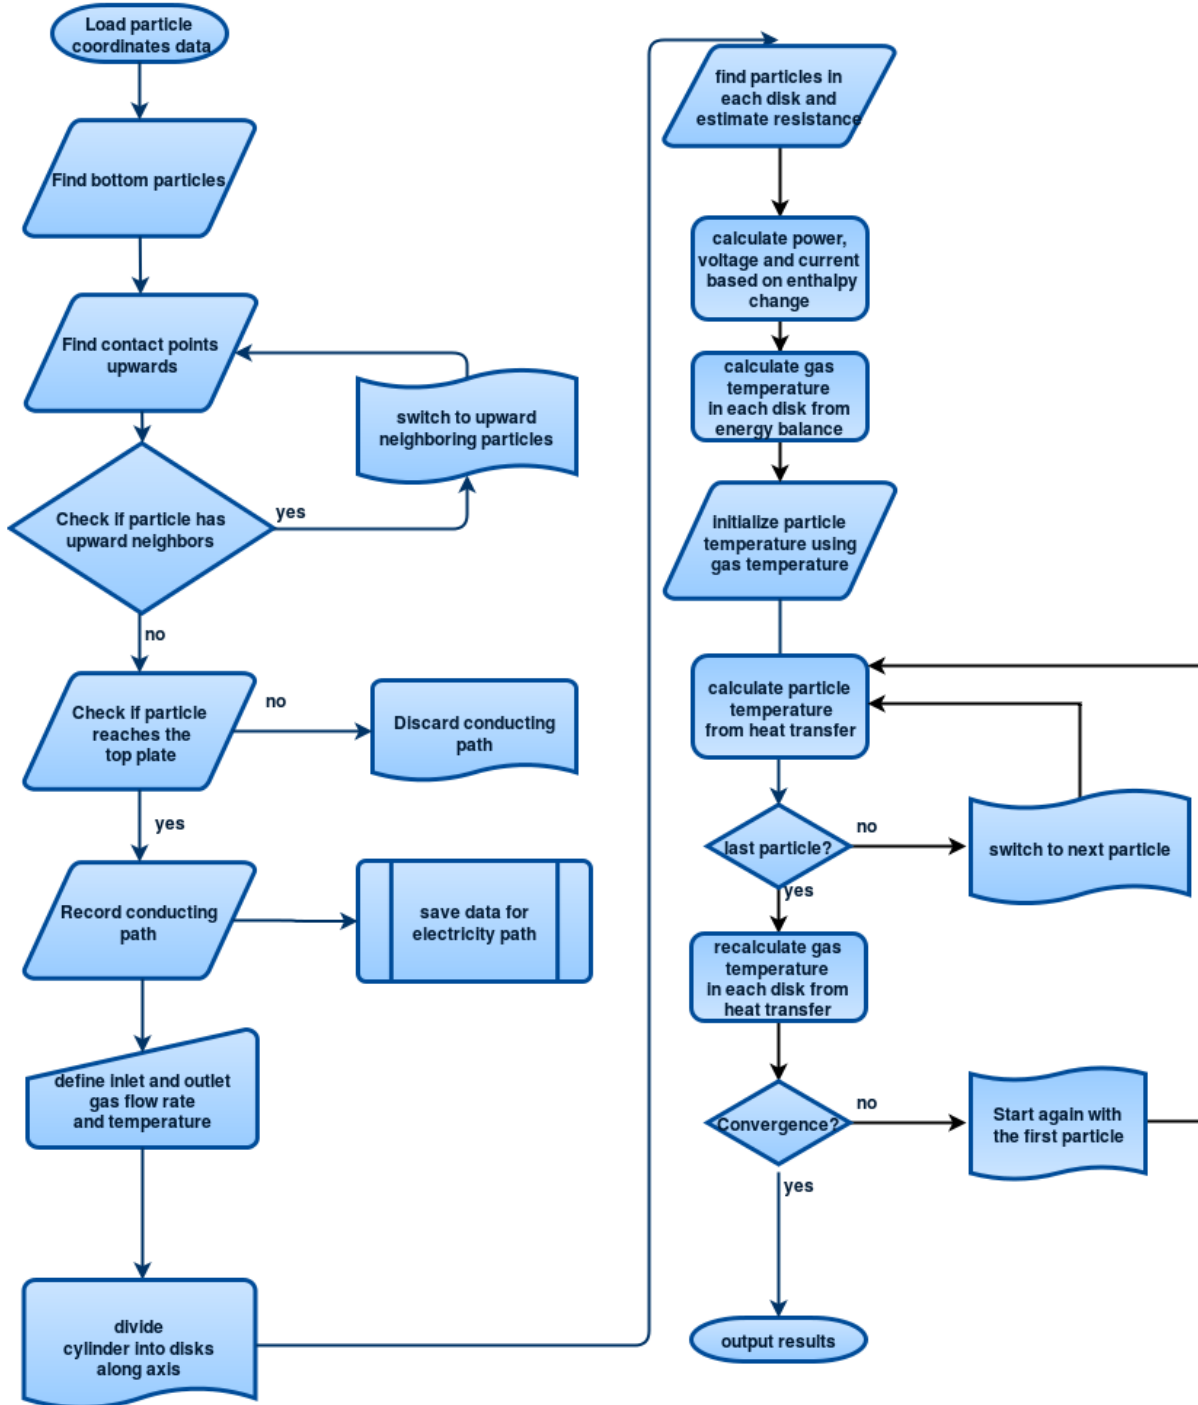 Load particle
coordinates data
Find bottom particles
Find contact points
upwards
switch to upward
neighboring particles
Check if particle has
upward neighbors
yes
no
Check if particle
reaches the
top plate
no
Discard conducting
path
yes
Record conducting
path
save data for
electricity path
define inlet and outlet
gas flow rate
and temperature
divide
cylinder into disks
along axis
find particles in
each disk and
estimate resistance
calculate power,
voltage and current
based on enthalpy
change
calculate gas
temperature
in each disk from
energy balance
initialize particle
temperature using
gas temperature
calculate particle
temperature
from heat transfer
last particle?
no
switch to next particle
yes
recalculate gas
temperature
in each disk from
heat transfer
Convergence?
no
Start again with
the first particle
yes
output results